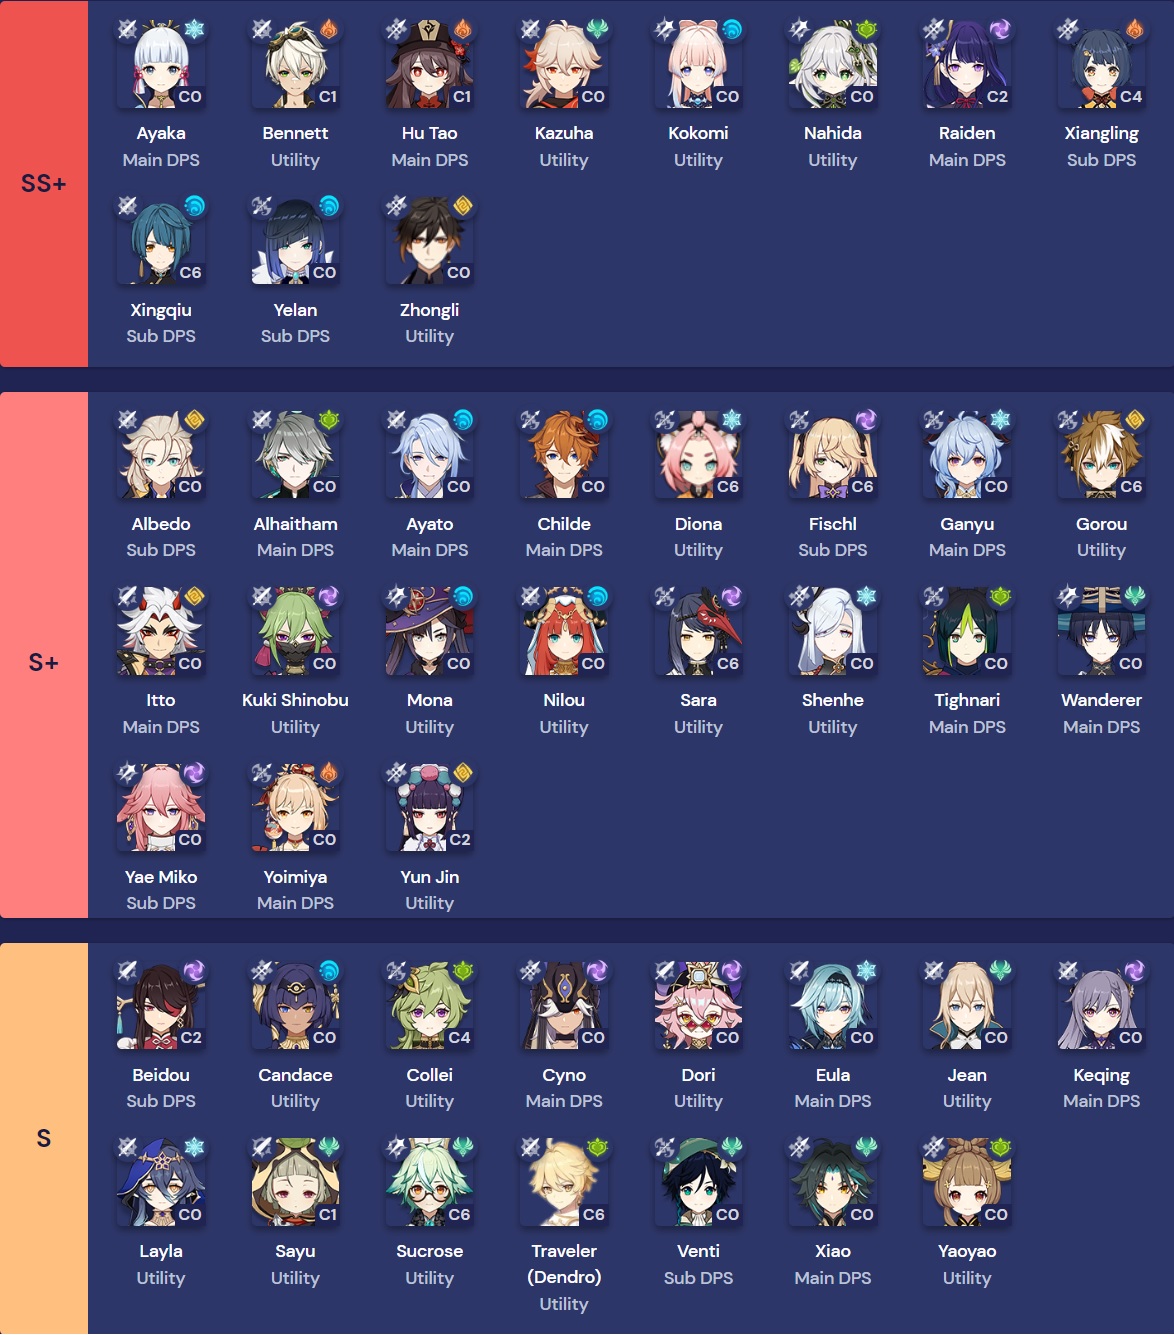 SS+
C0 C1 C1 C0 C0 C0 C2 C4
Ayaka Bennett Hu Tao Kazuha Kokomi Nahida Raiden Xiangling
Main DPS Utility Main DPS Utility Utility Utility Main DPS Sub DPS
C6 C0 C0
Xingqiu Yelan Zhongli
Sub DPS Sub DPS Utility
S+
C0 C0 C0 C0 C6 C6 C0 C6
Albedo Alhaitham Ayato Childe Diona Fischl Ganyu Gorou
Sub DPS Main DPS Main DPS Main DPS Utility Sub DPS Main DPS Utility
C0 C0 C0 C0 C6 C0 C0 C0
Itto Kuki Shinobu Mona Nilou Sara Shenhe Tighnari Wanderer
Main DPS Utility Utility Utility Utility Utility Main DPS Main DPS
C0 C0 C2
Yae Miko Yoimiya Yun Jin
Sub DPS Main DPS Utility
S
C2 C0 C4 C0 C0 C0 C0 C0
Beidou Candace Collei Cyno Dori Eula Jean Keqing
Sub DPS Utility Utility Main DPS Utility Main DPS Utility Main DPS
C0 C1 C6 C6 C0 C0 C0
Layla Sayu Sucrose Traveler Venti Xiao Yaoyao
(Dendro)
Utility Utility Utility Sub DPS Main DPS Utility
Utility